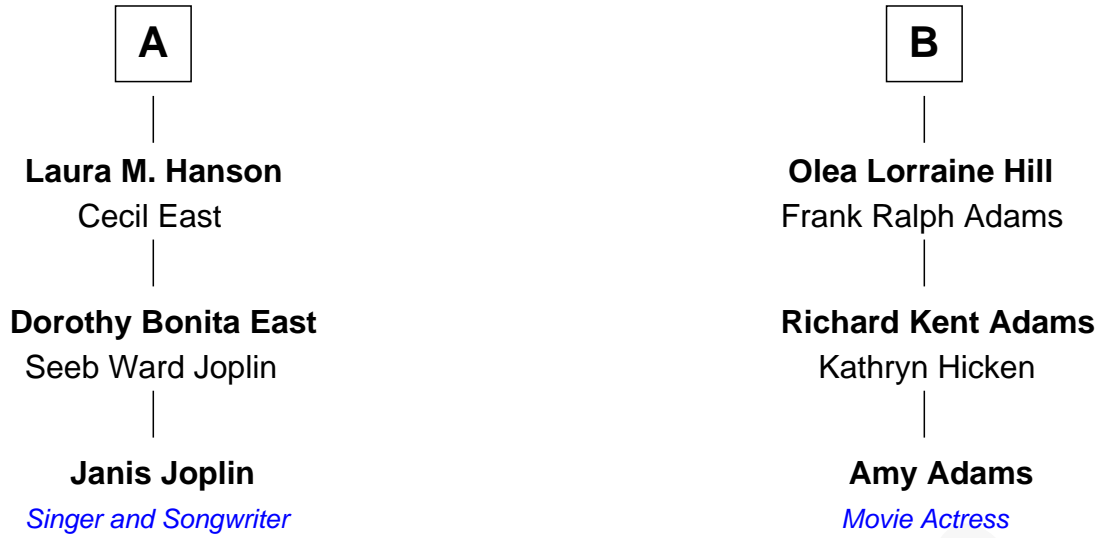 A
Laura M. Hanson
Cecil East
Dorothy Bonita East
Seeb Ward Joplin
Janis Joplin
Singer and Songwriter
B
Olea Lorraine Hill
Frank Ralph Adams
Richard Kent Adams
Kathryn Hicken
Amy Adams
Movie Actress